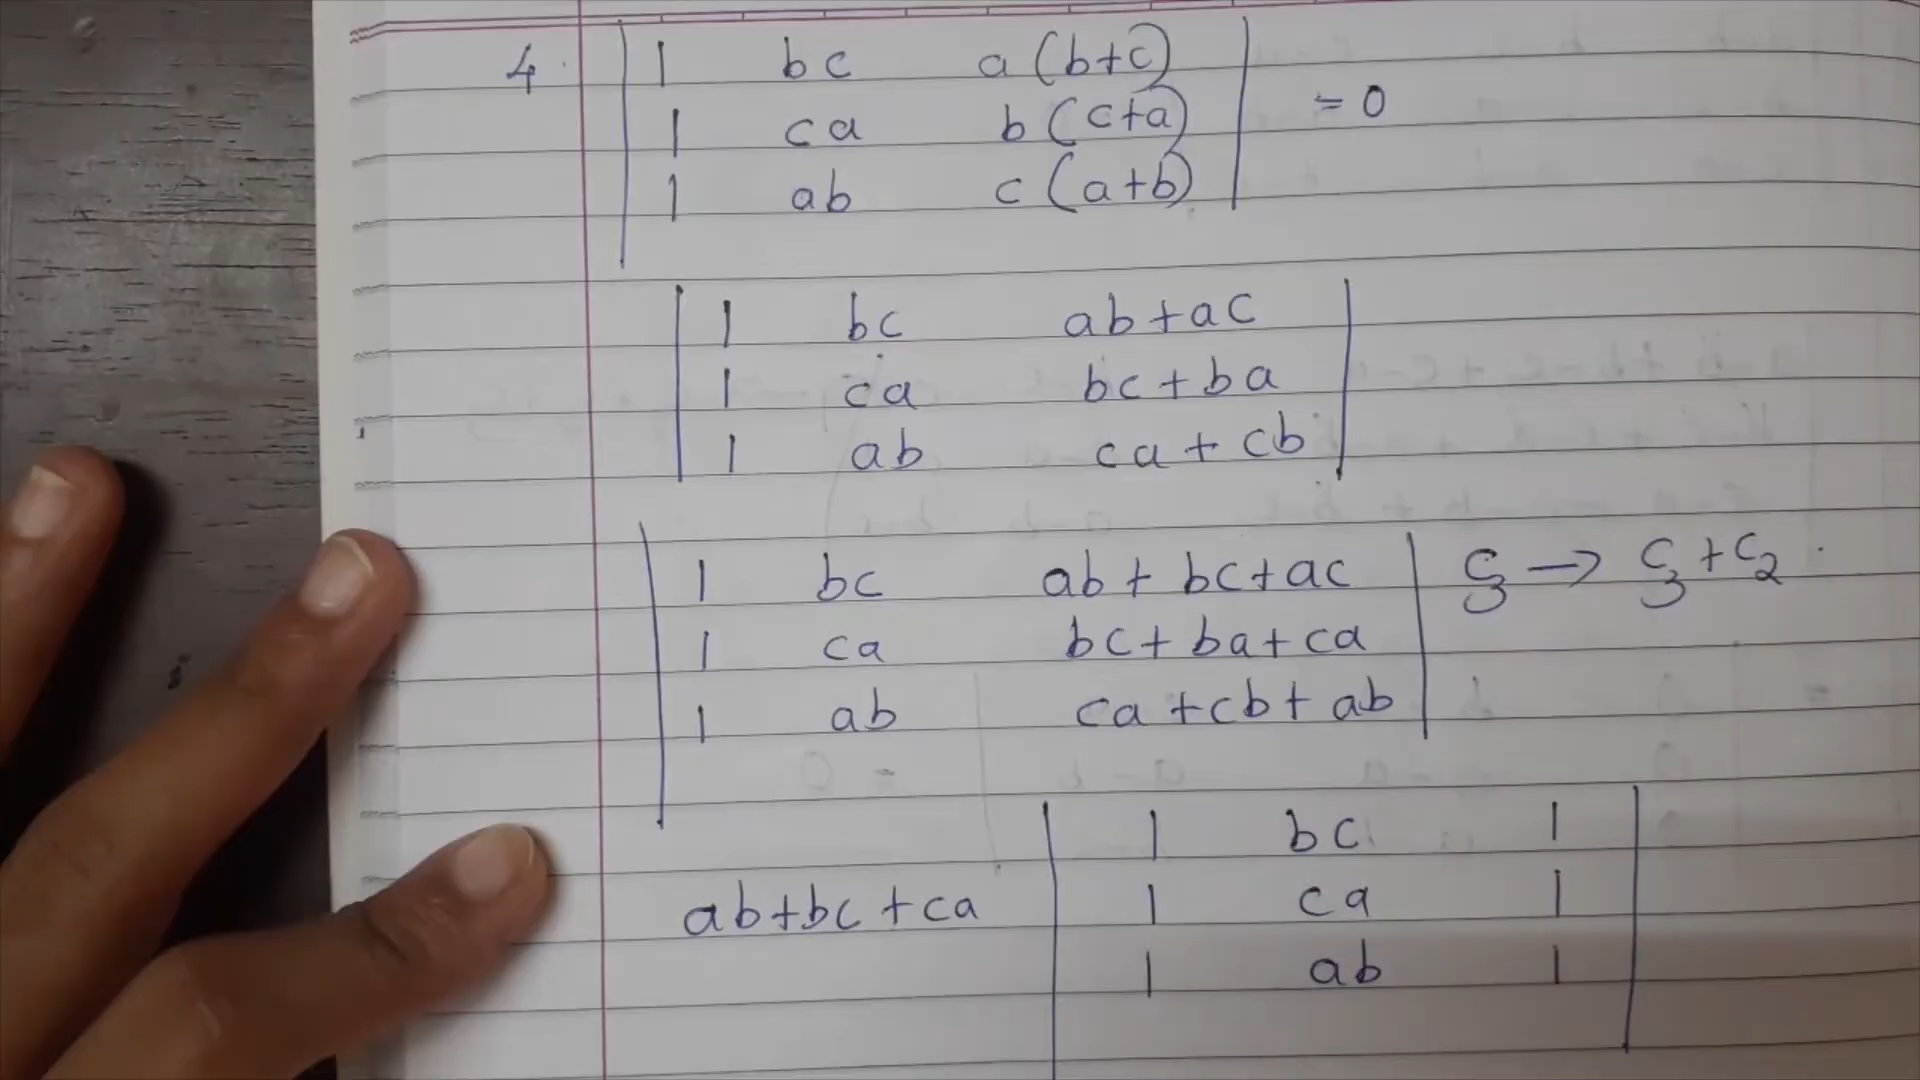 4. | 1 bc a(b+c) |
| 1 ca b(c+a) | = 0
| 1 ab c(a+b) |
| 1 bc ab+ac |
| 1 ca bc+ba |
| 1 ab ca+cb |
| 1 bc ab+bc+ac | C3 → C3+C2
| 1 ca bc+ba+ca |
| 1 ab ca+cb+ab |
| 1 bc 1 |
ab+bc+ca | 1 ca 1 |
| 1 ab 1 |